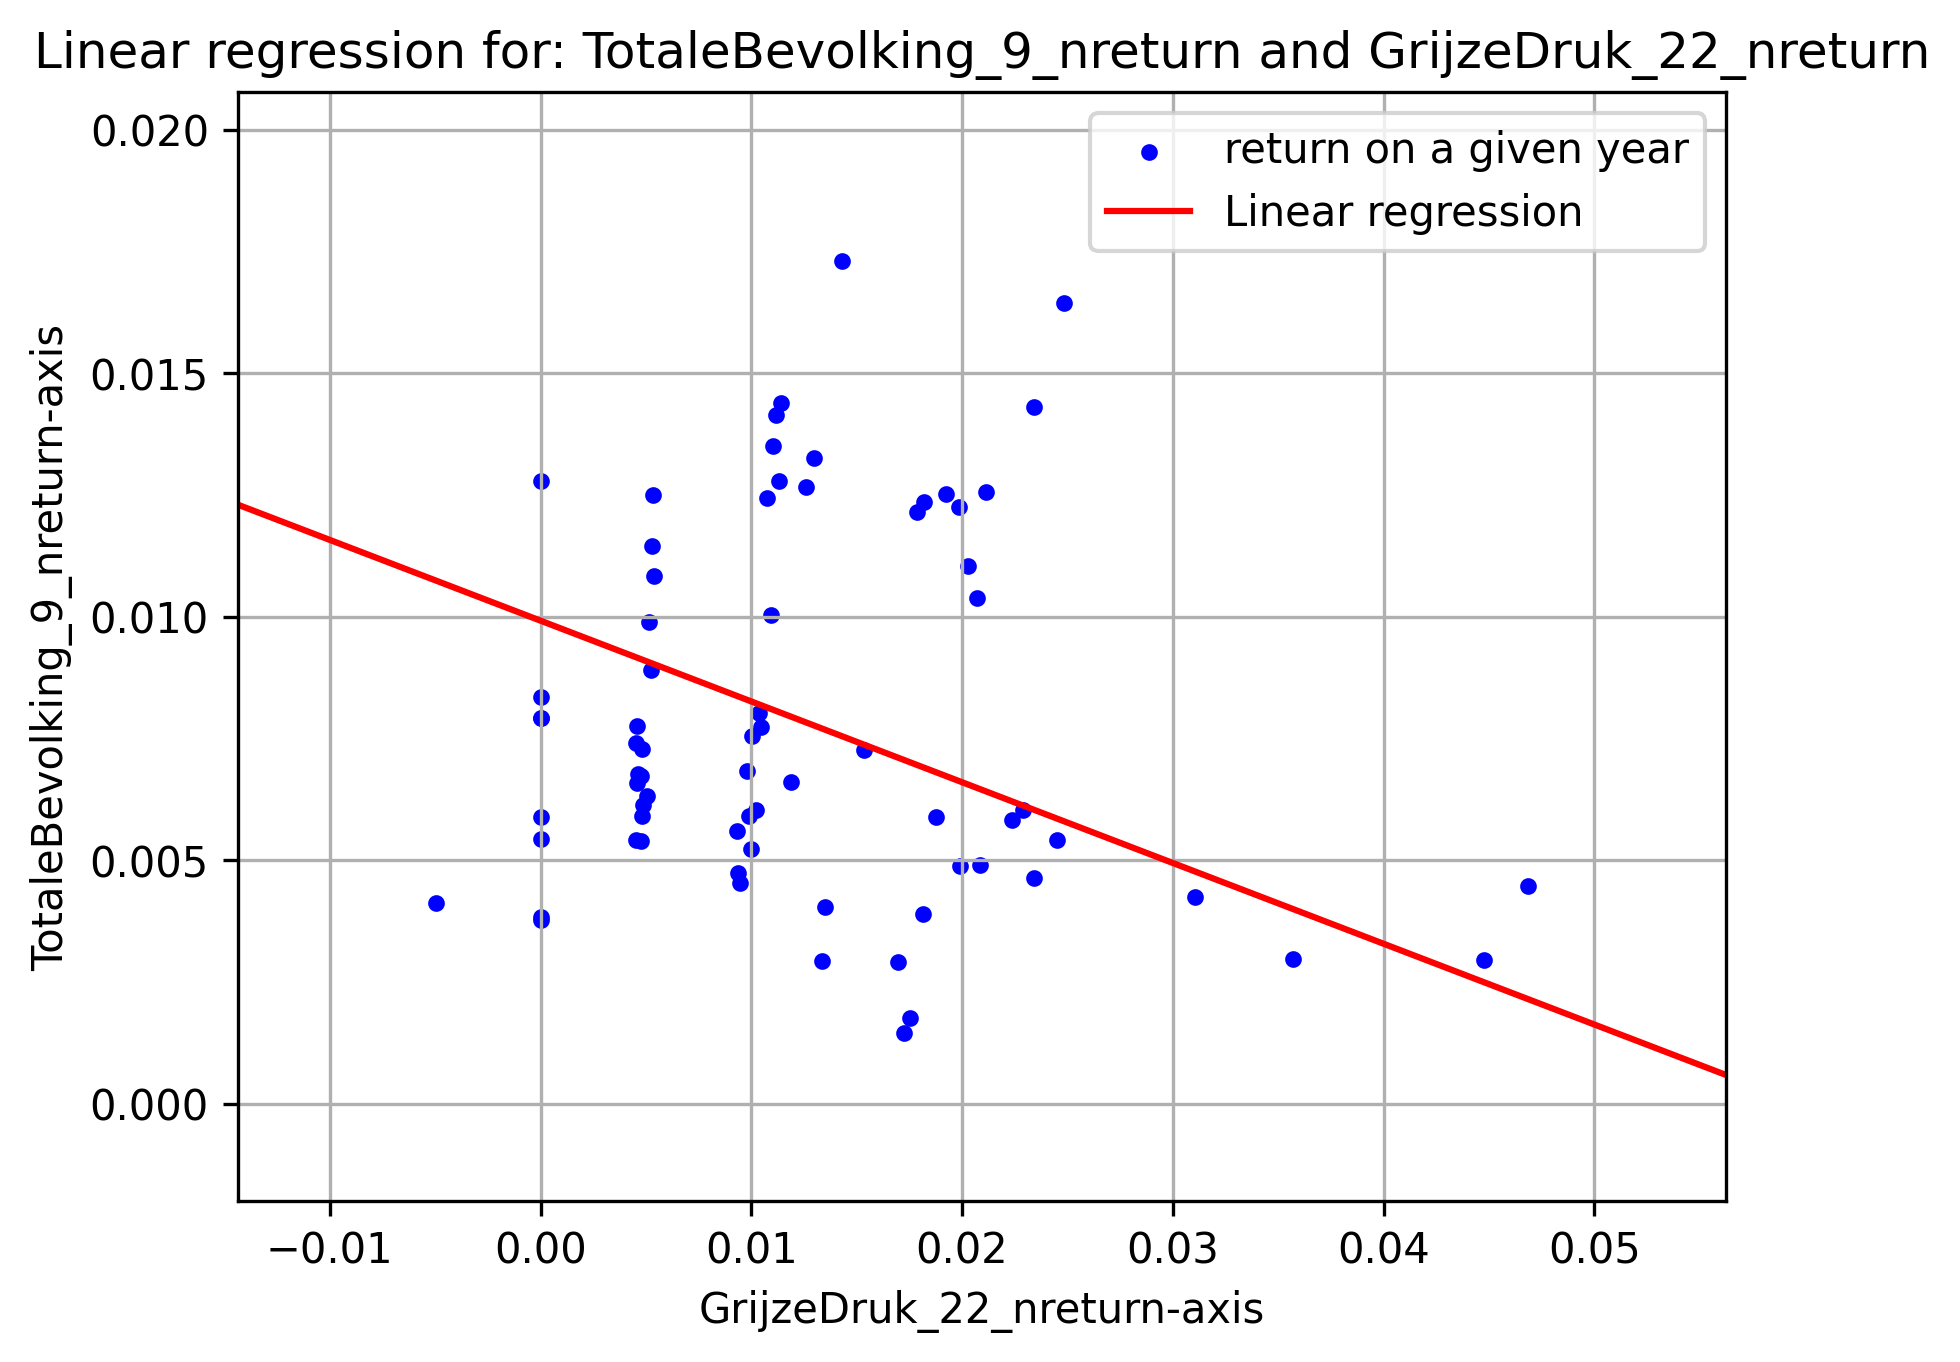 Linear regression for: TotaleBevolking_9_nreturn and GrijzeDruk_22_nreturn
return on a given year
Linear regression
TotaleBevolking_9_nreturn-axis
0.020
0.015
0.010
0.005
0.000
−0.01
0.00
0.01
0.02
0.03
0.04
0.05
GrijzeDruk_22_nreturn-axis